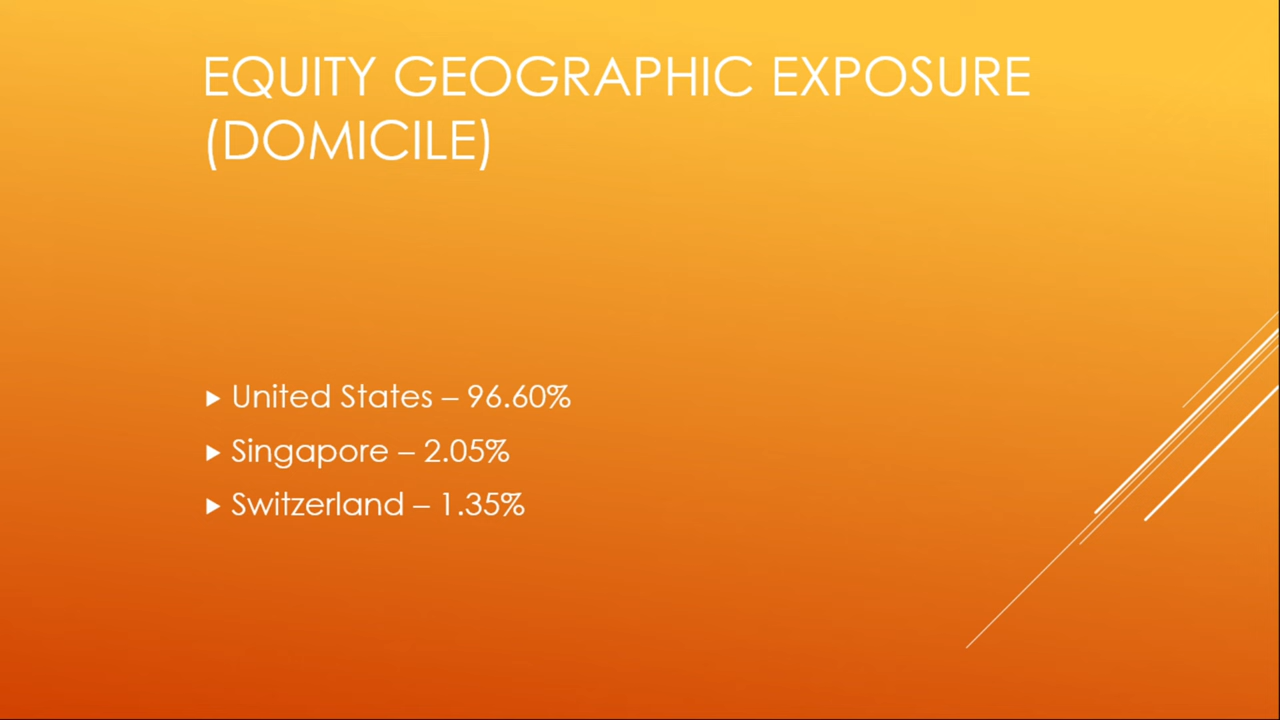 EQUITY GEOGRAPHIC EXPOSURE
(DOMICILE)
United States – 96.60%
Singapore – 2.05%
Switzerland – 1.35%